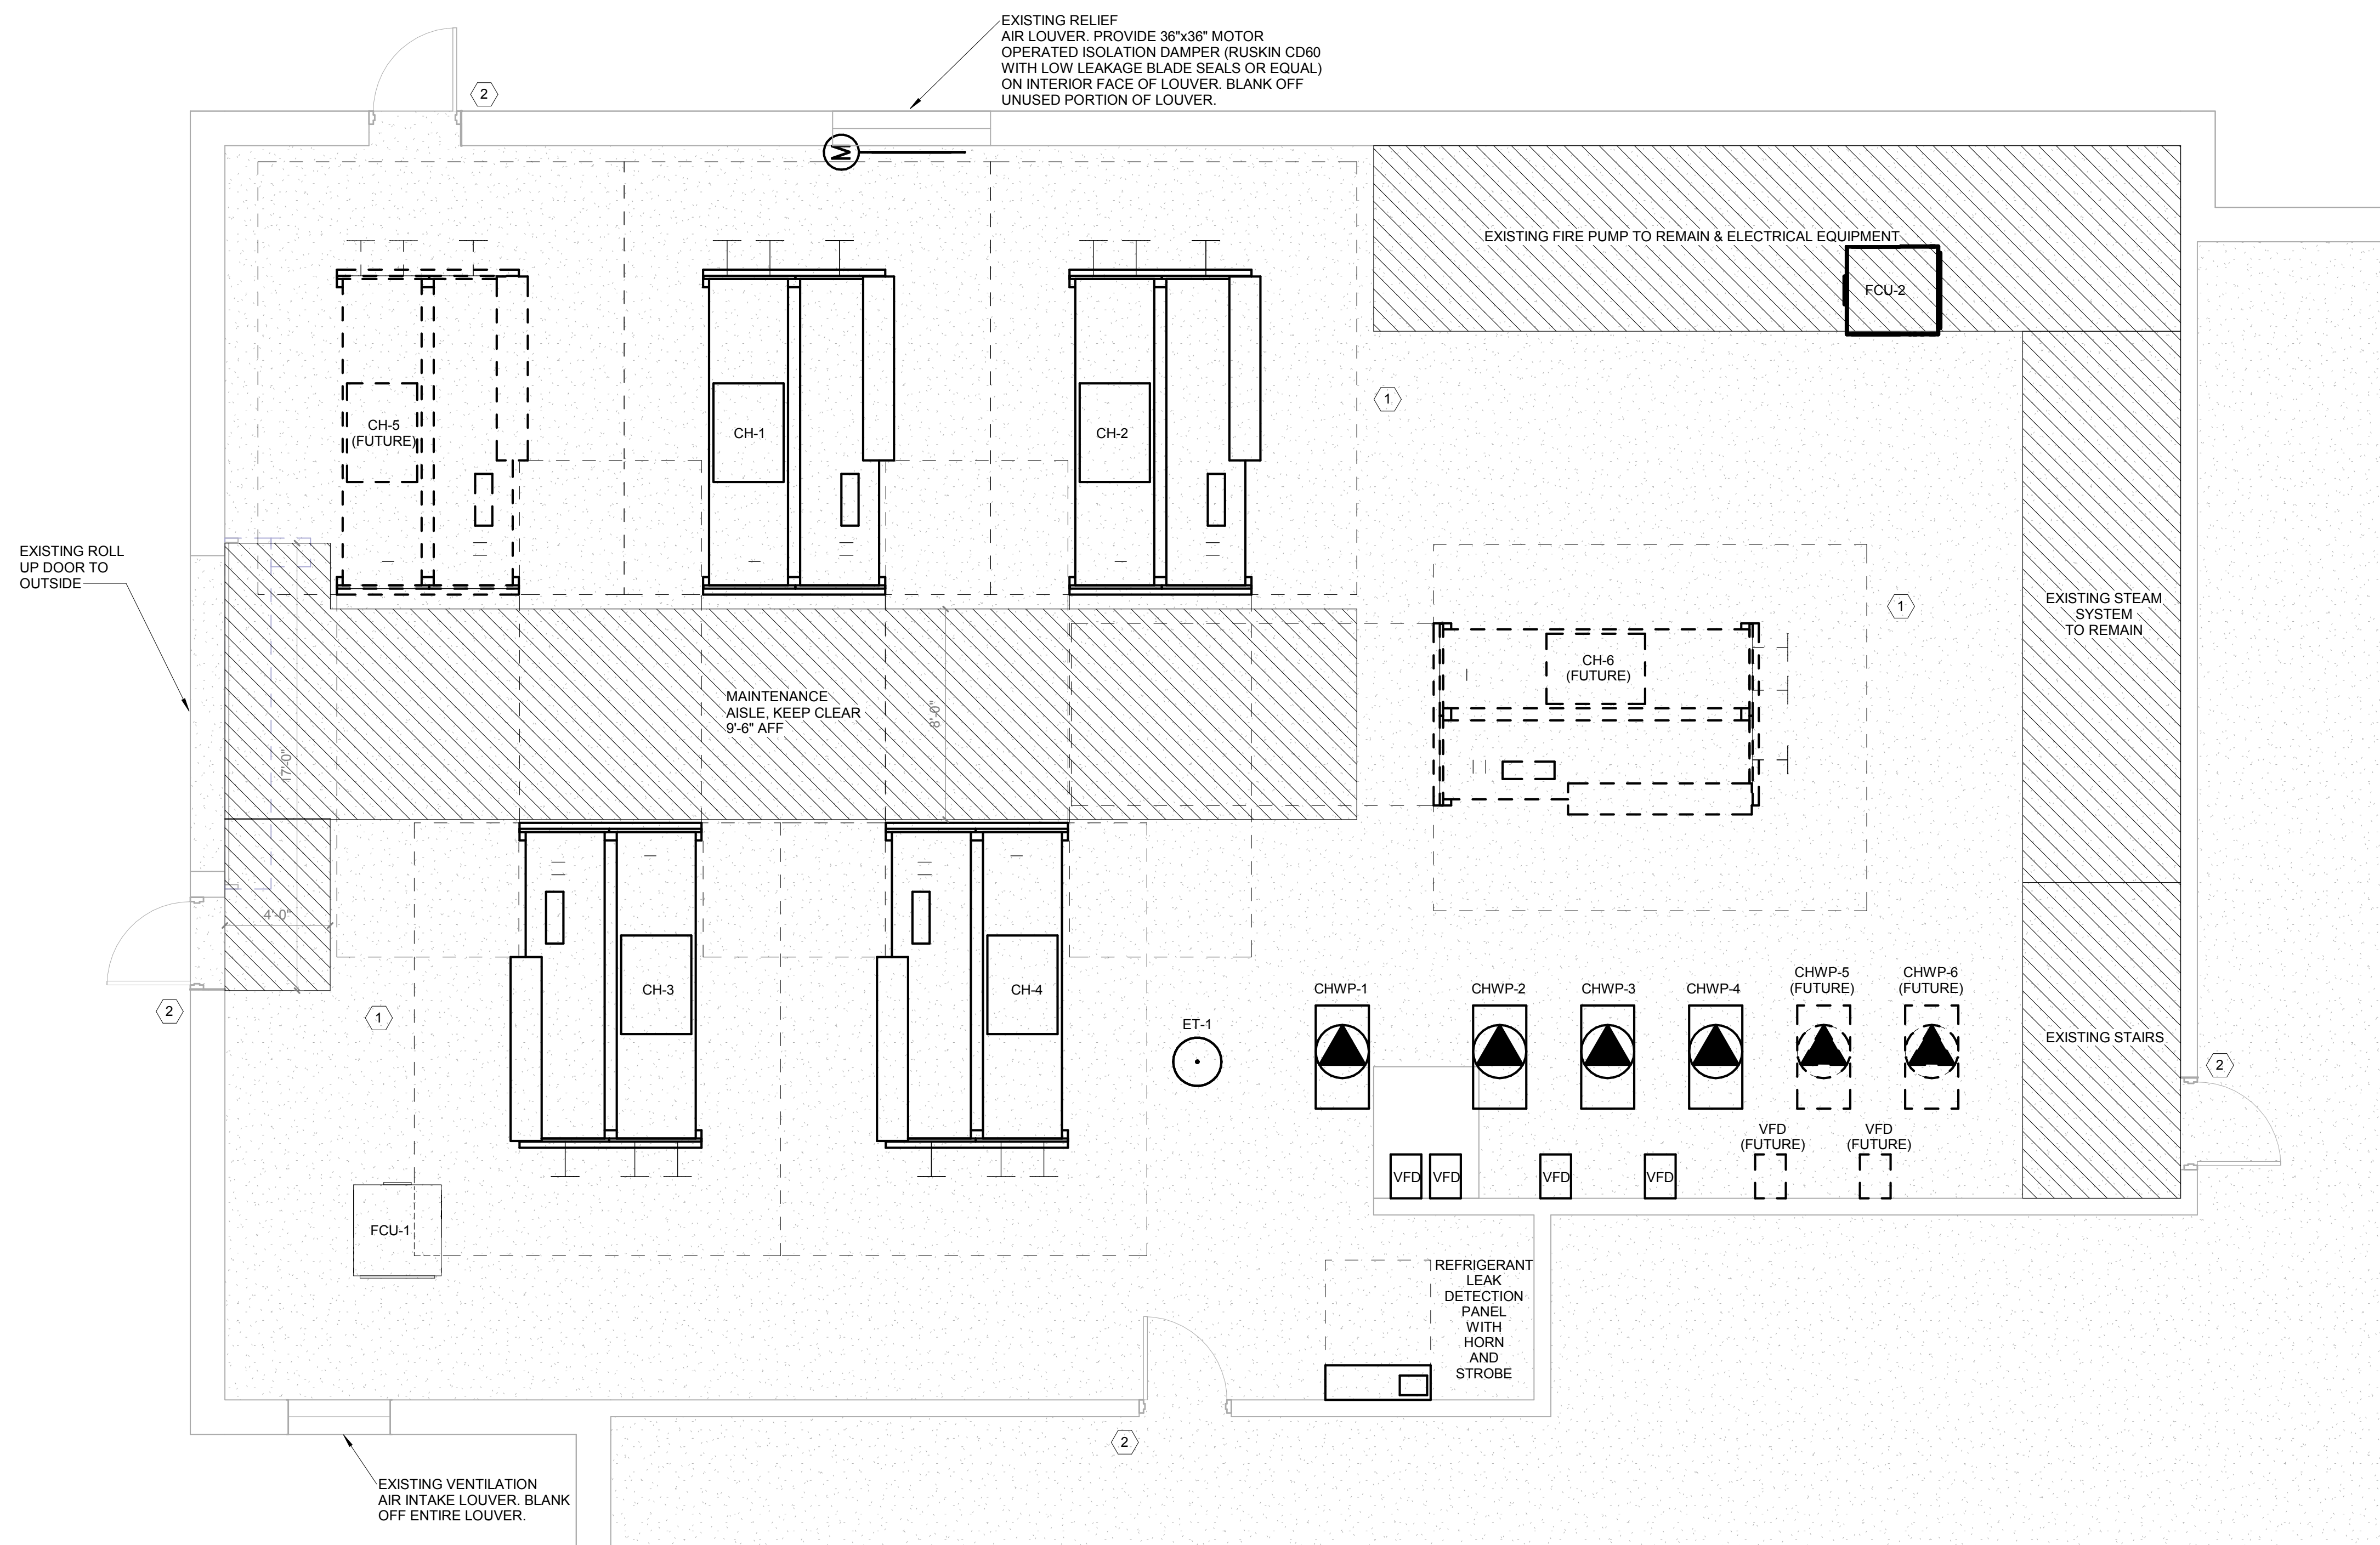 EXISTING RELIEF
AIR LOUVER. PROVIDE 36"x36" MOTOR
OPERATED ISOLATION DAMPER (RUSKIN CD60
WITH LOW LEAKAGE BLADE SEALS OR EQUAL)
ON INTERIOR FACE OF LOUVER. BLANK OFF
UNUSED PORTION OF LOUVER.
2
M
EXISTING FIRE PUMP TO REMAIN & ELECTRICAL EQUIPMENT
FCU-2
1
CH-5
(FUTURE)
CH-1
CH-2
EXISTING ROLL
UP DOOR TO
OUTSIDE
EXISTING STEAM
SYSTEM
TO REMAIN
1
CH-6
(FUTURE)
MAINTENANCE
AISLE, KEEP CLEAR
9'-6" AFF
8'-0"
17'-0"
4'-0"
2
1
CH-3
CH-4
ET-1
CHWP-1
CHWP-2
CHWP-3
CHWP-4
CHWP-5
(FUTURE)
CHWP-6
(FUTURE)
EXISTING STAIRS
2
VFD
VFD
VFD
VFD
VFD
(FUTURE)
VFD
(FUTURE)
FCU-1
REFRIGERANT
LEAK
DETECTION
PANEL
WITH
HORN
AND
STROBE
2
EXISTING VENTILATION
AIR INTAKE LOUVER. BLANK
OFF ENTIRE LOUVER.